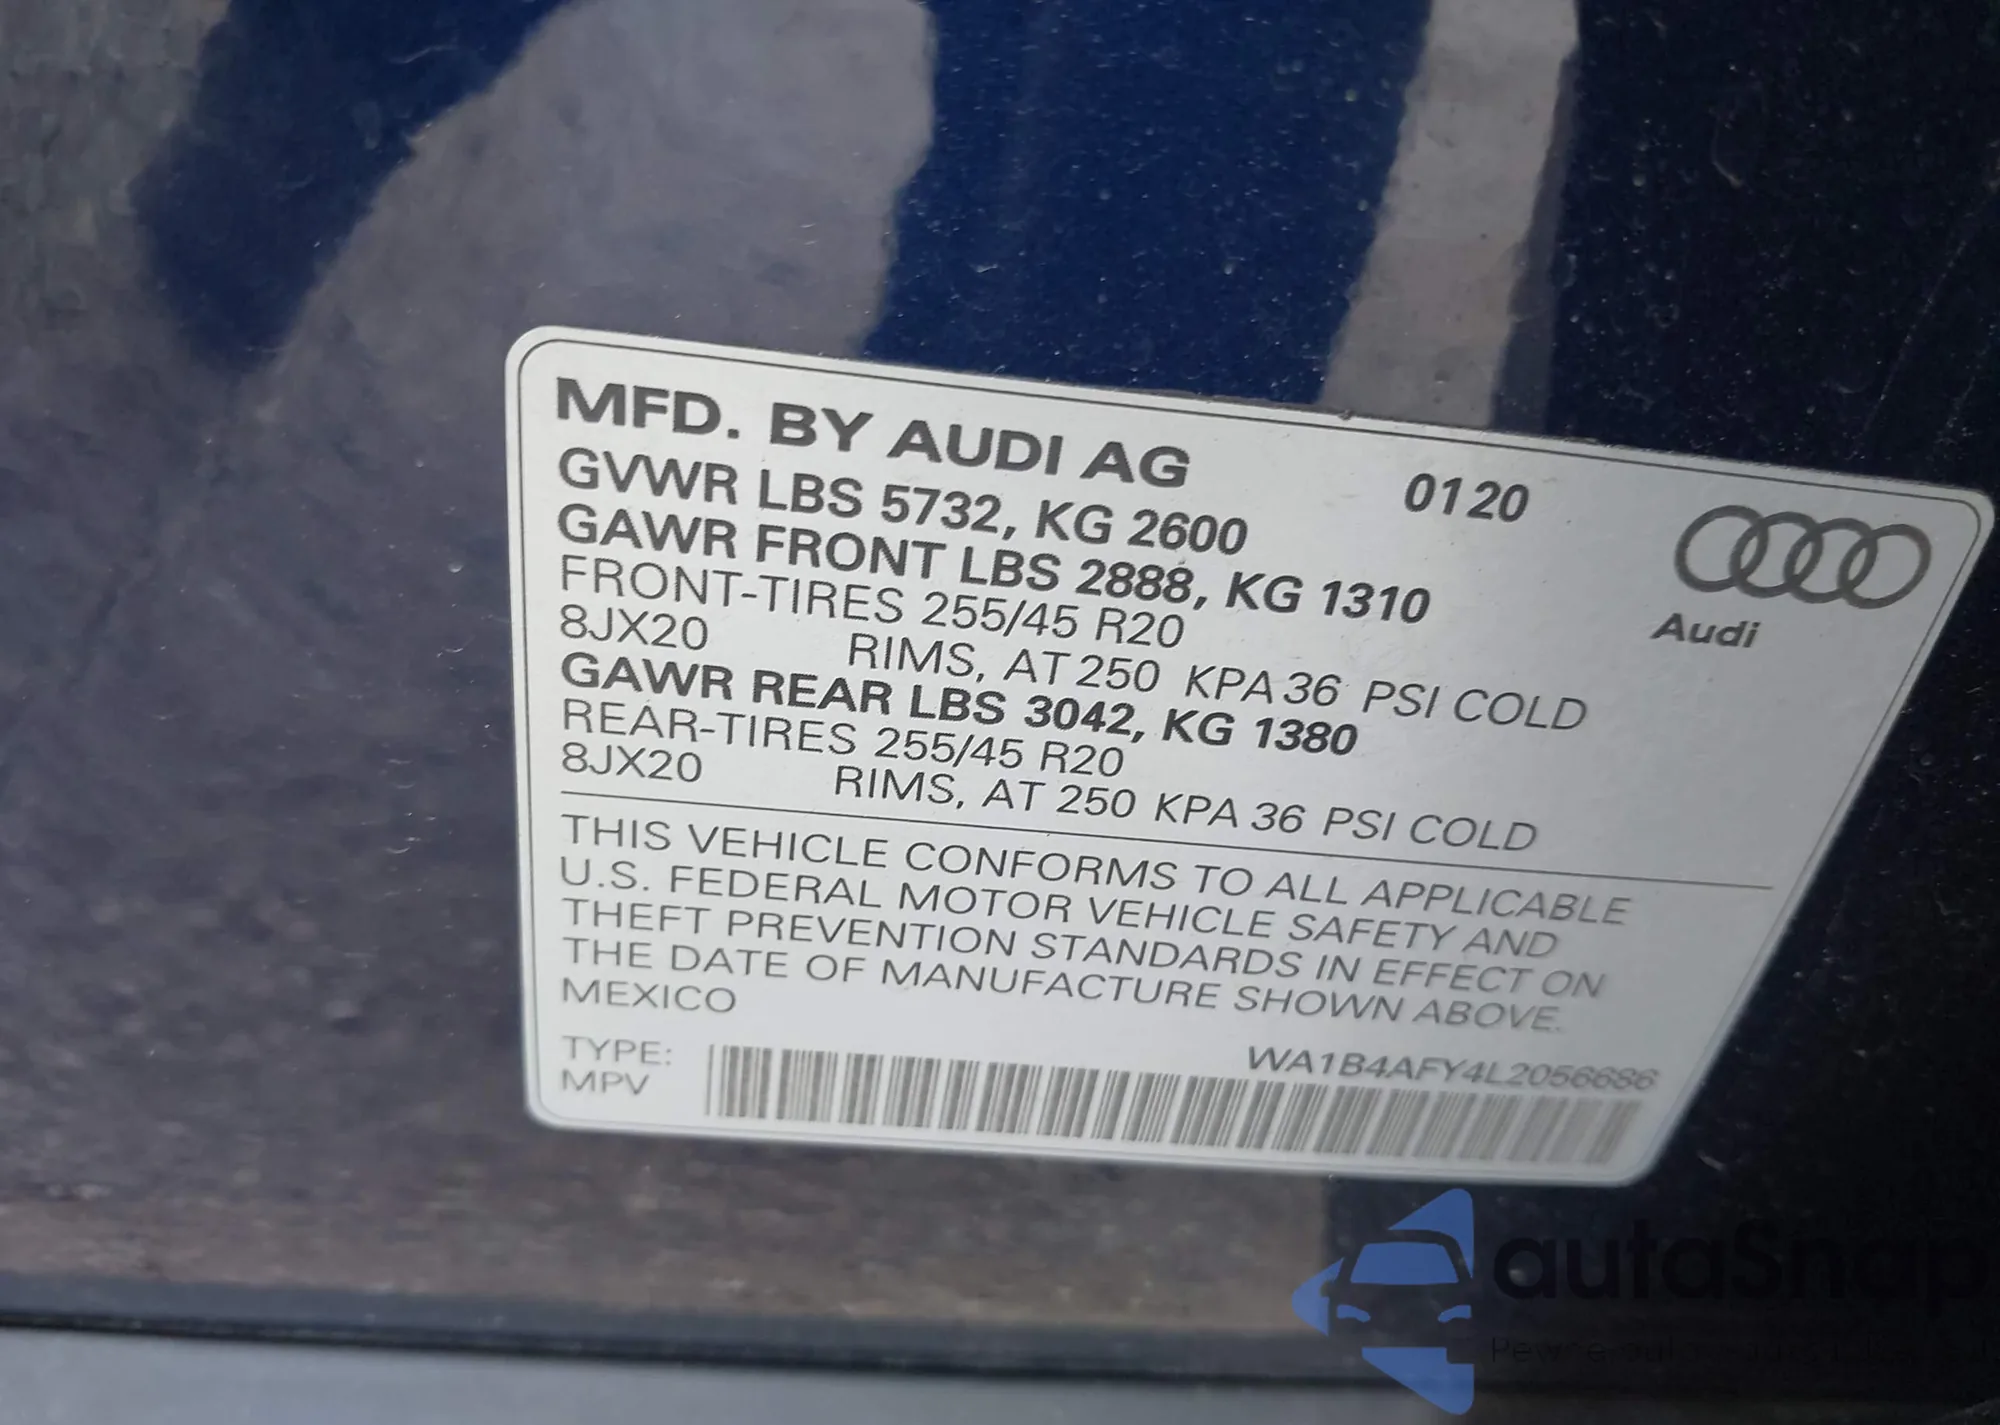 MFD. BY AUDI AG
0120
GVWR LBS 5732, KG 2600
GAWR FRONT LBS 2888, KG 1310
FRONT-TIRES 255/45 R20
8JX20 RIMS, AT 250 KPA 36 PSI COLD
GAWR REAR LBS 3042, KG 1380
REAR-TIRES 255/45 R20
8JX20 RIMS, AT 250 KPA 36 PSI COLD
Audi
THIS VEHICLE CONFORMS TO ALL APPLICABLE
U.S. FEDERAL MOTOR VEHICLE SAFETY AND
THEFT PREVENTION STANDARDS IN EFFECT ON
THE DATE OF MANUFACTURE SHOWN ABOVE.
MEXICO
TYPE: WA1B4AFY4L2056686
MPV
autaSnap